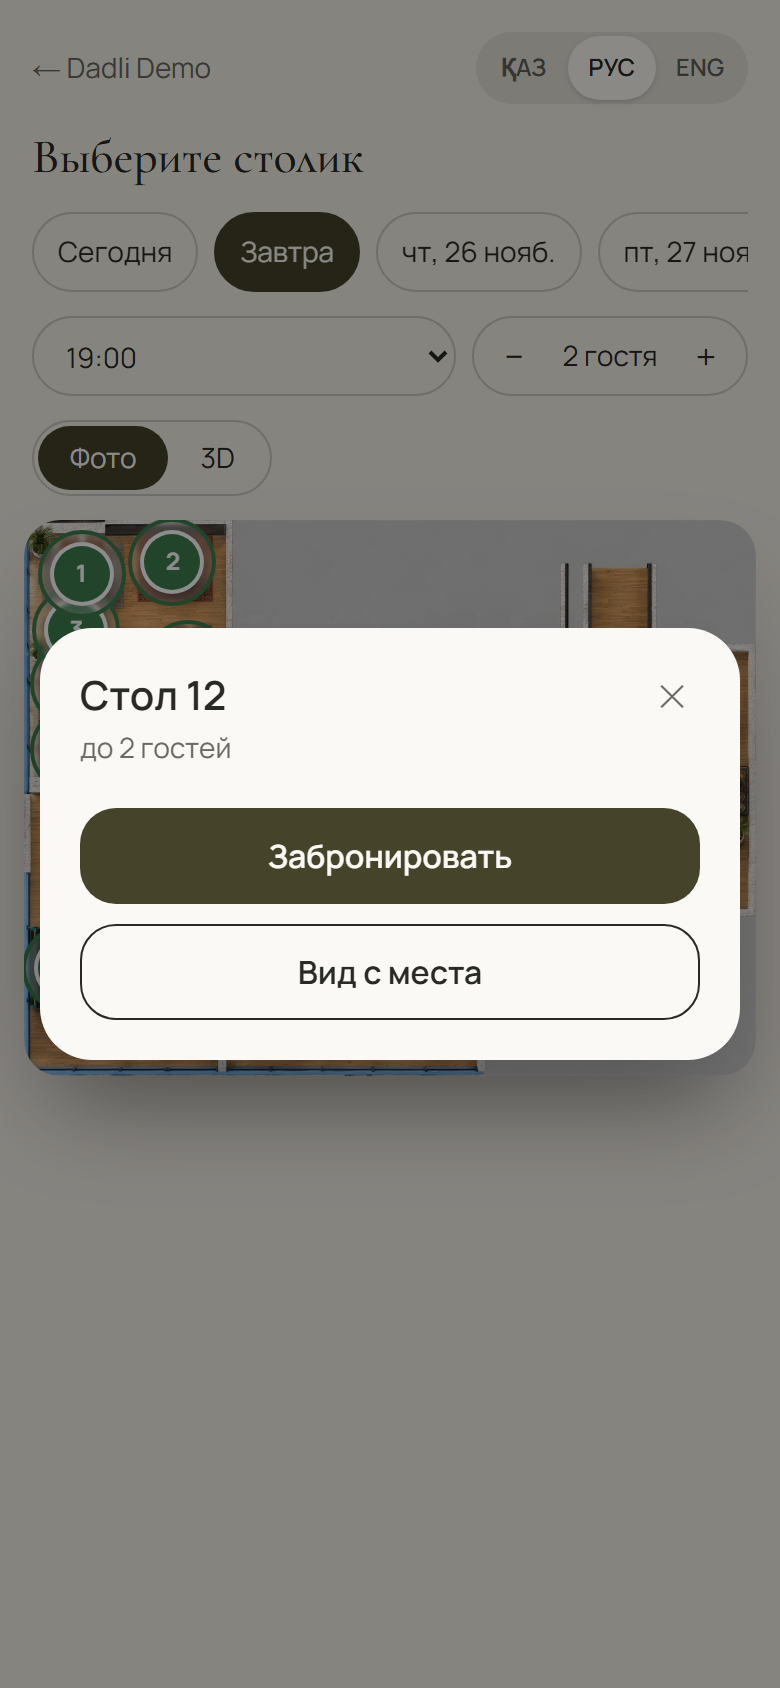 ← Dadli Demo
ҚАЗ РУС ENG
Выберите столик
Сегодня Завтра чт, 26 нояб. пт, 27 ноя
19:00 − 2 гостя +
Фото 3D
1 2
3
Стол 12
до 2 гостей
Забронировать
Вид с места